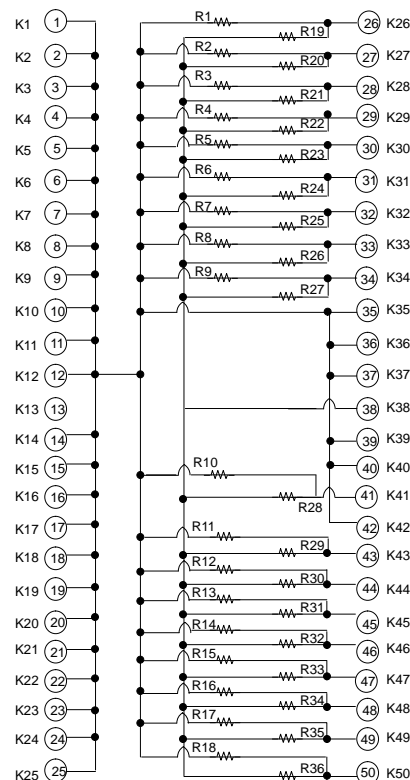 K1 1 R1 26 K26
R19
K2 2 R2 27 K27
R20
K3 3 R3 28 K28
R21
K4 4 R4 29 K29
R22
K5 5 R5 30 K30
R23
K6 6 R6 31 K31
R24
K7 7 R7 32 K32
R25
K8 8 R8 33 K33
R26
K9 9 R9 34 K34
R27
K10 10 35 K35
K11 11 36 K36
K12 12 37 K37
K13 13 38 K38
K14 14 39 K39
K15 15 R10 40 K40
K16 16 41 K41
R28
K17 17 R11 42 K42
K18 18 R29 43 K43
R12
K19 19 R30 44 K44
R13
K20 20 R31 45 K45
R14
K21 21 R32 46 K46
R15
K22 22 R33 47 K47
R16
K23 23 R34 48 K48
R17
K24 24 R35 49 K49
R18
K25 25 R36 50 K50